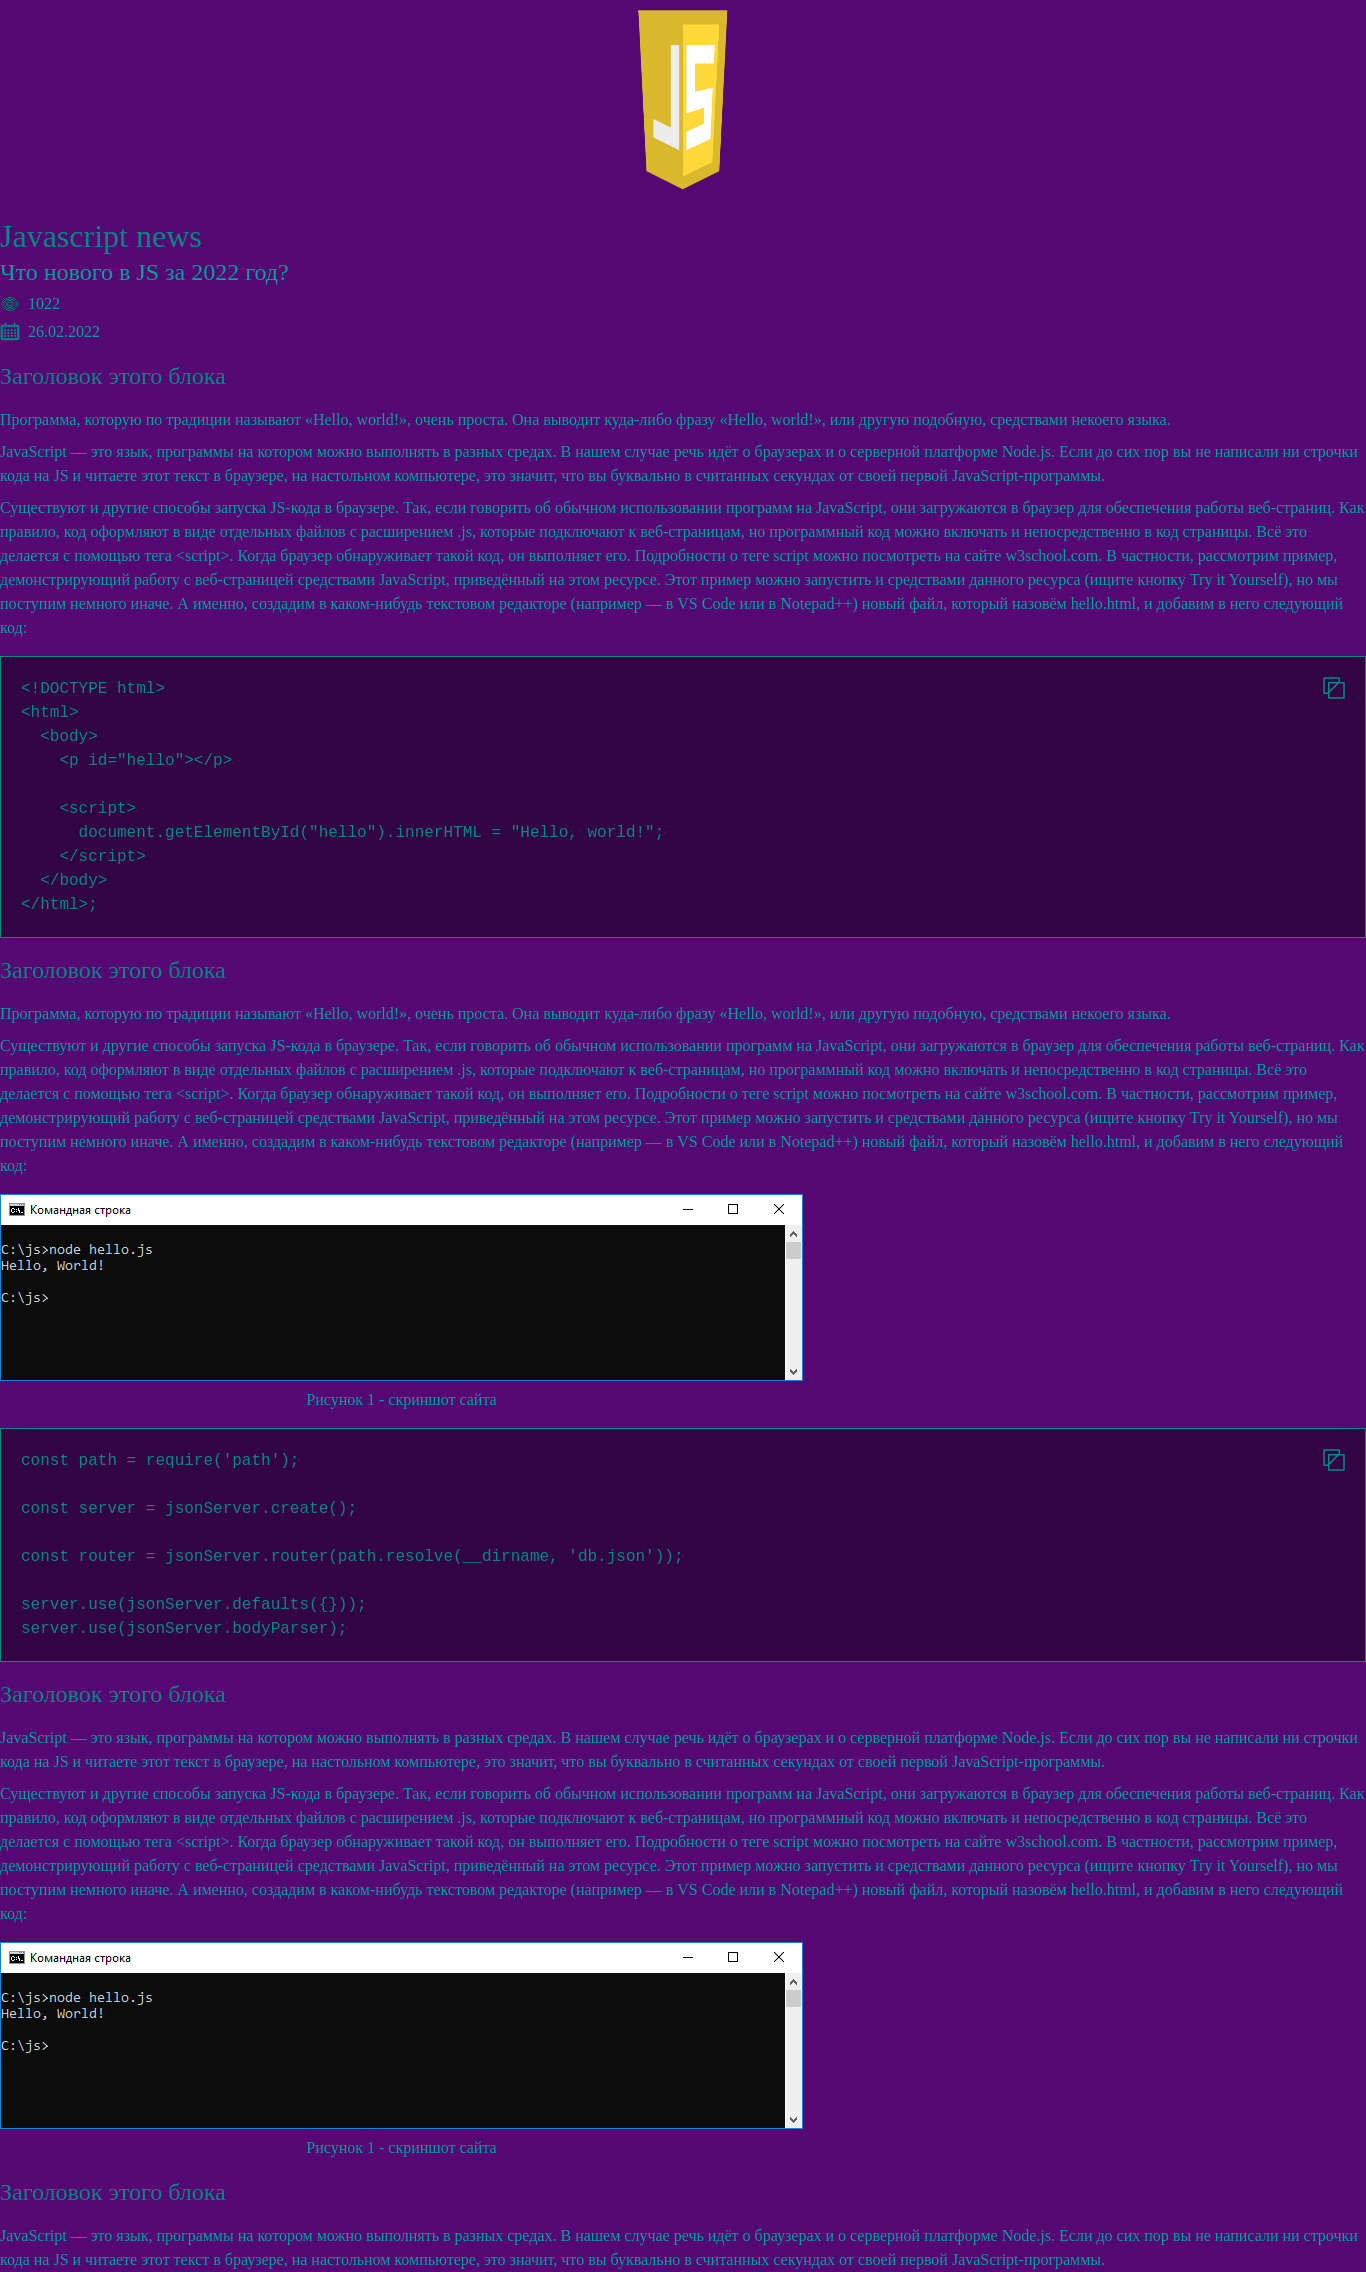 JS
Javascript news
Что нового в JS за 2022 год?
1022
26.02.2022
Заголовок этого блока
Программа, которую по традиции называют «Hello, world!», очень проста. Она выводит куда-либо фразу «Hello, world!», или другую подобную, средствами некоего языка.
JavaScript — это язык, программы на котором можно выполнять в разных средах. В нашем случае речь идёт о браузерах и о серверной платформе Node.js. Если до сих пор вы не написали ни строчки
кода на JS и читаете этот текст в браузере, на настольном компьютере, это значит, что вы буквально в считанных секундах от своей первой JavaScript-программы.
Существуют и другие способы запуска JS-кода в браузере. Так, если говорить об обычном использовании программ на JavaScript, они загружаются в браузер для обеспечения работы веб-страниц. Как
правило, код оформляют в виде отдельных файлов с расширением .js, которые подключают к веб-страницам, но программный код можно включать и непосредственно в код страницы. Всё это
делается с помощью тега <script>. Когда браузер обнаруживает такой код, он выполняет его. Подробности о теге script можно посмотреть на сайте w3school.com. В частности, рассмотрим пример,
демонстрирующий работу с веб-страницей средствами JavaScript, приведённый на этом ресурсе. Этот пример можно запустить и средствами данного ресурса (ищите кнопку Try it Yourself), но мы
поступим немного иначе. А именно, создадим в каком-нибудь текстовом редакторе (например — в VS Code или в Notepad++) новый файл, который назовём hello.html, и добавим в него следующий
код:
<!DOCTYPE html>
<html>
  <body>
    <p id="hello"></p>
    <script>
      document.getElementById("hello").innerHTML = "Hello, world!";
    </script>
  </body>
</html>;
Заголовок этого блока
Программа, которую по традиции называют «Hello, world!», очень проста. Она выводит куда-либо фразу «Hello, world!», или другую подобную, средствами некоего языка.
Существуют и другие способы запуска JS-кода в браузере. Так, если говорить об обычном использовании программ на JavaScript, они загружаются в браузер для обеспечения работы веб-страниц. Как
правило, код оформляют в виде отдельных файлов с расширением .js, которые подключают к веб-страницам, но программный код можно включать и непосредственно в код страницы. Всё это
делается с помощью тега <script>. Когда браузер обнаруживает такой код, он выполняет его. Подробности о теге script можно посмотреть на сайте w3school.com. В частности, рассмотрим пример,
демонстрирующий работу с веб-страницей средствами JavaScript, приведённый на этом ресурсе. Этот пример можно запустить и средствами данного ресурса (ищите кнопку Try it Yourself), но мы
поступим немного иначе. А именно, создадим в каком-нибудь текстовом редакторе (например — в VS Code или в Notepad++) новый файл, который назовём hello.html, и добавим в него следующий
код:
Командная строка
C:\js>node hello.js
Hello, World!
C:\js>
Рисунок 1 - скриншот сайта
const path = require('path');
const server = jsonServer.create();
const router = jsonServer.router(path.resolve(__dirname, 'db.json'));
server.use(jsonServer.defaults({}));
server.use(jsonServer.bodyParser);
Заголовок этого блока
JavaScript — это язык, программы на котором можно выполнять в разных средах. В нашем случае речь идёт о браузерах и о серверной платформе Node.js. Если до сих пор вы не написали ни строчки
кода на JS и читаете этот текст в браузере, на настольном компьютере, это значит, что вы буквально в считанных секундах от своей первой JavaScript-программы.
Существуют и другие способы запуска JS-кода в браузере. Так, если говорить об обычном использовании программ на JavaScript, они загружаются в браузер для обеспечения работы веб-страниц. Как
правило, код оформляют в виде отдельных файлов с расширением .js, которые подключают к веб-страницам, но программный код можно включать и непосредственно в код страницы. Всё это
делается с помощью тега <script>. Когда браузер обнаруживает такой код, он выполняет его. Подробности о теге script можно посмотреть на сайте w3school.com. В частности, рассмотрим пример,
демонстрирующий работу с веб-страницей средствами JavaScript, приведённый на этом ресурсе. Этот пример можно запустить и средствами данного ресурса (ищите кнопку Try it Yourself), но мы
поступим немного иначе. А именно, создадим в каком-нибудь текстовом редакторе (например — в VS Code или в Notepad++) новый файл, который назовём hello.html, и добавим в него следующий
код:
Командная строка
C:\js>node hello.js
Hello, World!
C:\js>
Рисунок 1 - скриншот сайта
Заголовок этого блока
JavaScript — это язык, программы на котором можно выполнять в разных средах. В нашем случае речь идёт о браузерах и о серверной платформе Node.js. Если до сих пор вы не написали ни строчки
кода на JS и читаете этот текст в браузере, на настольном компьютере, это значит, что вы буквально в считанных секундах от своей первой JavaScript-программы.